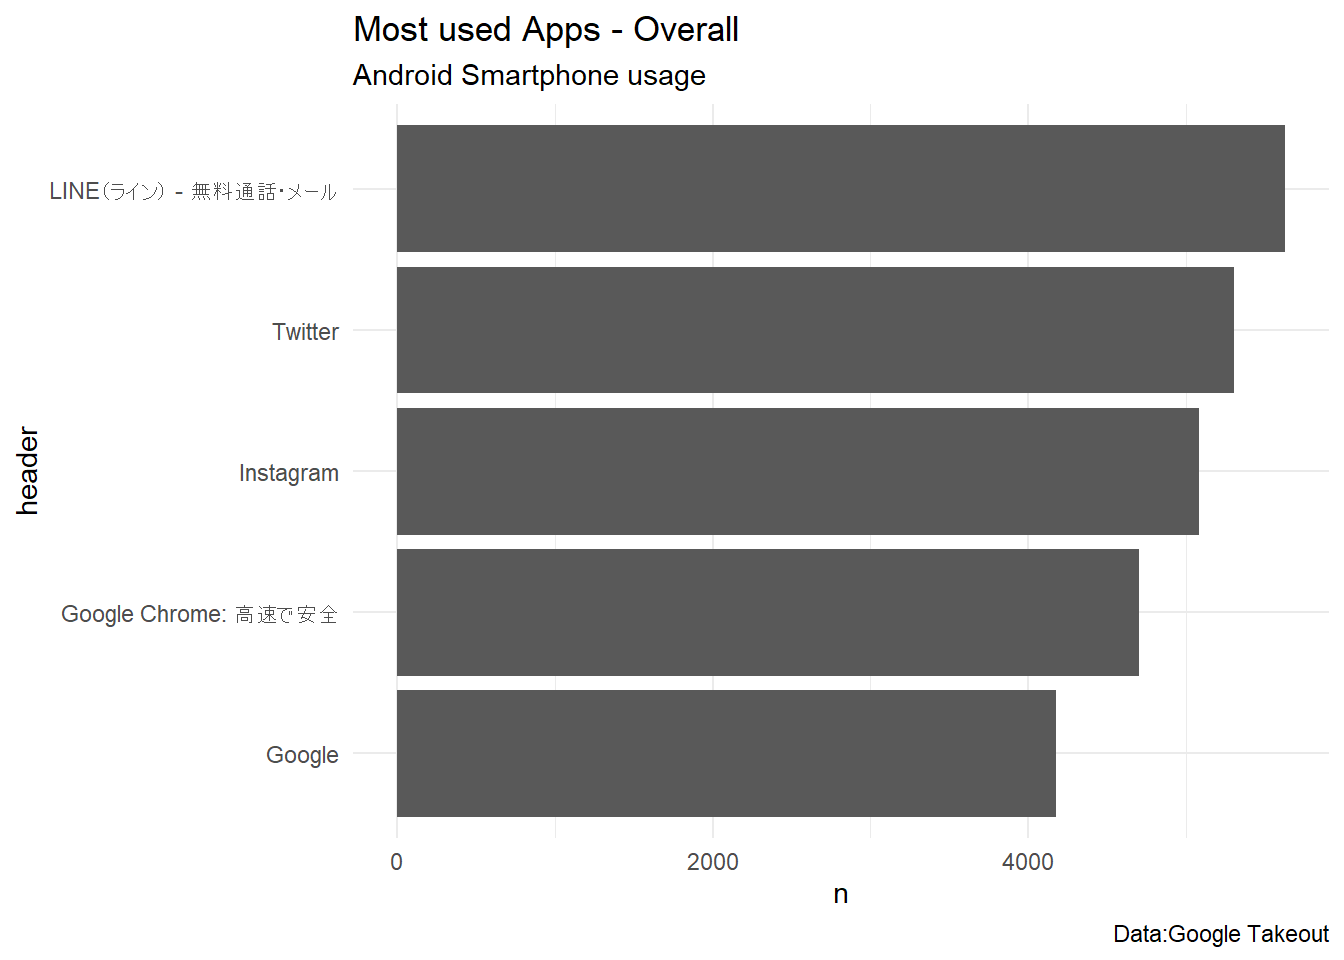 Most used Apps - Overall
Android Smartphone usage
LINE（ライン） - 無料通話・メール
Twitter
Instagram
Google Chrome: 高速で安全
Google
header
0 2000 4000
n
Data:Google Takeout